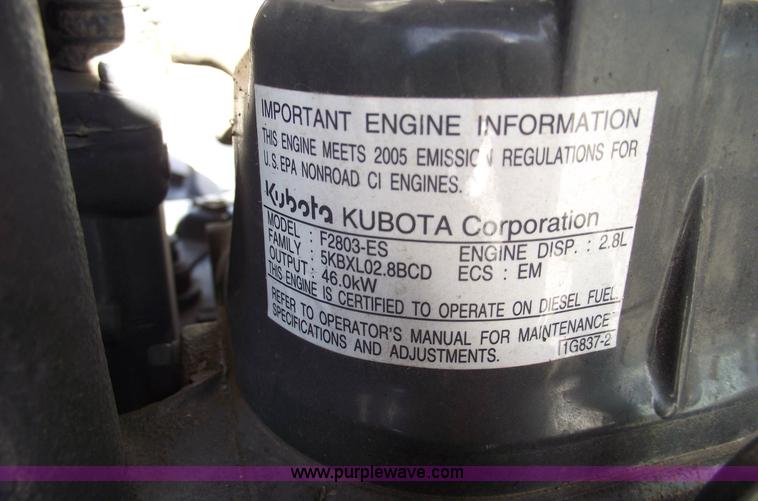 IMPORTANT ENGINE INFORMATION
THIS ENGINE MEETS 2005 EMISSION REGULATIONS FOR
U.S. EPA NONROAD CI ENGINES.
Kubota KUBOTA Corporation
MODEL : F2803-ES ENGINE DISP. : 2.8L
FAMILY : 5KBXL02.8BCD ECS : EM
OUTPUT : 46.0kW
THIS ENGINE IS CERTIFIED TO OPERATE ON DIESEL FUEL.
REFER TO OPERATOR'S MANUAL FOR MAINTENANCE
SPECIFICATIONS AND ADJUSTMENTS. 1G837-2
www.purplewave.com